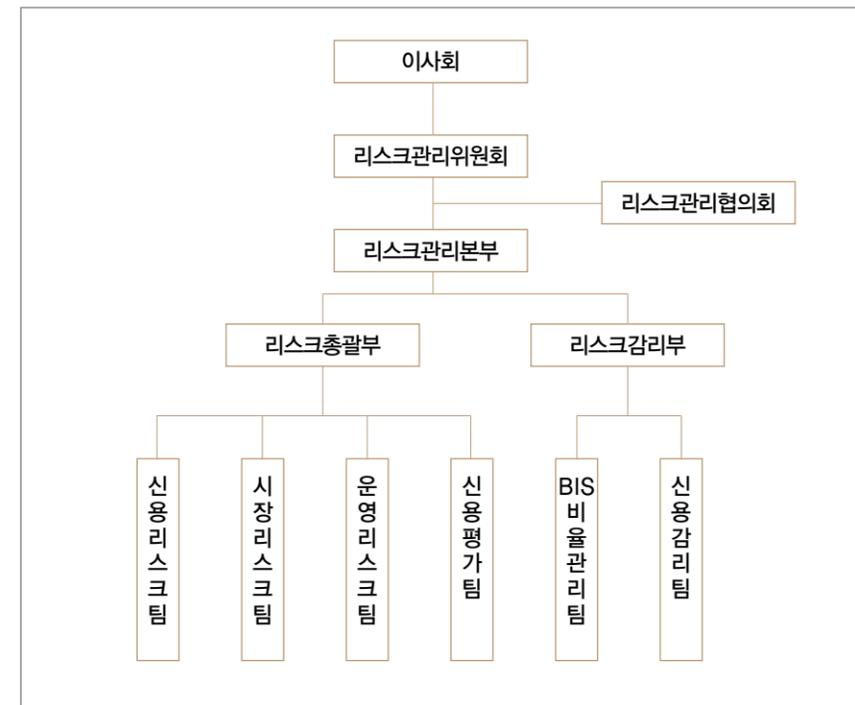 이사회
리스크관리위원회
리스크관리협의회
리스크관리본부
리스크총괄부
리스크감리부
신용리스크팀
시장리스크팀
운영리스크팀
신용평가팀
BIS비율관리팀
신용감리팀